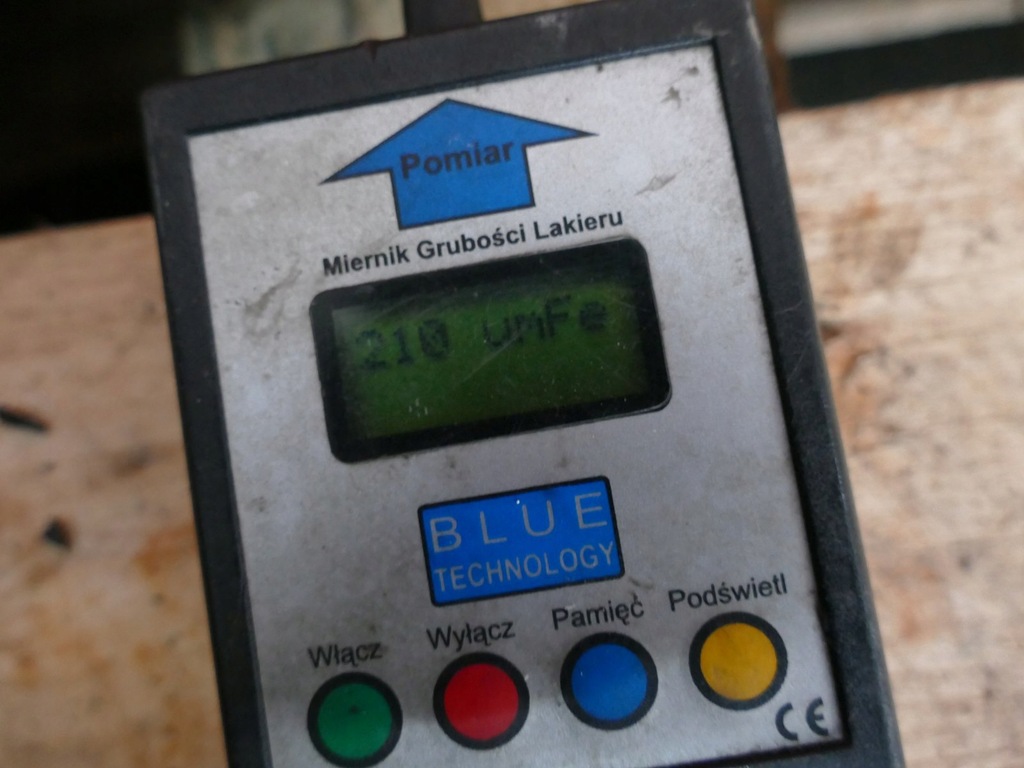 Pomiar
Miernik Grubości Lakieru
210 umFe
BLUE
TECHNOLOGY
Włącz Wyłącz Pamięć Podświetl
CE